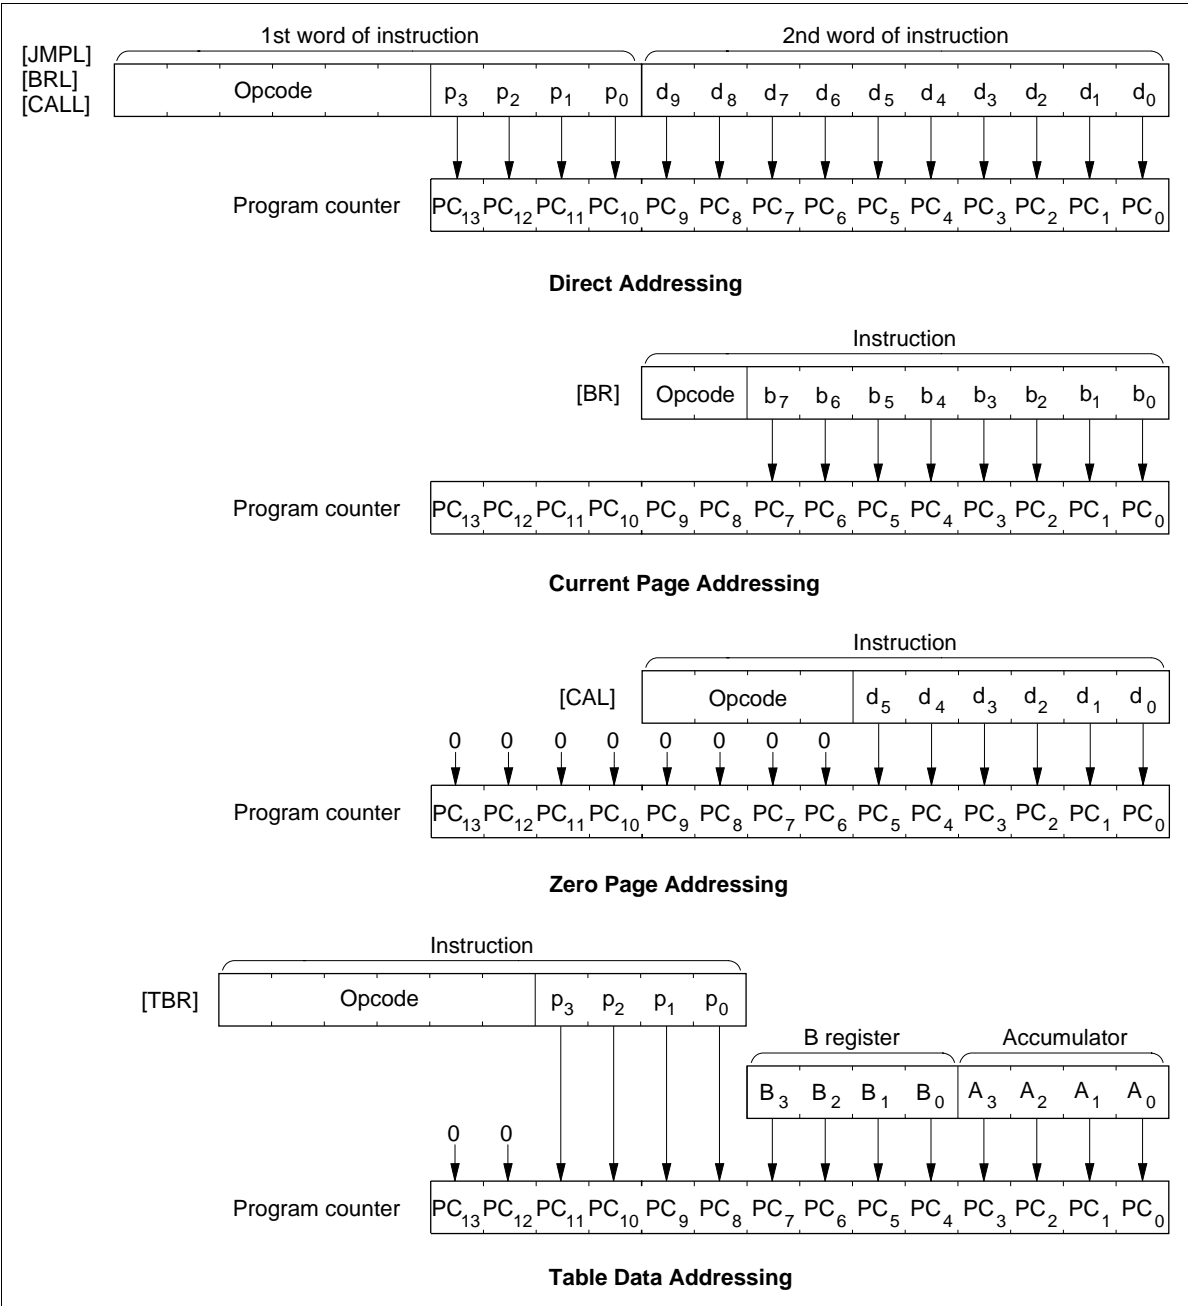 1st word of instruction 2nd word of instruction
[JMPL]
[BRL]
[CALL]
Opcode p3 p2 p1 p0 d9 d8 d7 d6 d5 d4 d3 d2 d1 d0
Program counter PC13 PC12 PC11 PC10 PC9 PC8 PC7 PC6 PC5 PC4 PC3 PC2 PC1 PC0
Direct Addressing
Instruction
[BR] Opcode b7 b6 b5 b4 b3 b2 b1 b0
Program counter PC13 PC12 PC11 PC10 PC9 PC8 PC7 PC6 PC5 PC4 PC3 PC2 PC1 PC0
Current Page Addressing
Instruction
[CAL] Opcode d5 d4 d3 d2 d1 d0
0 0 0 0 0 0 0 0
Program counter PC13 PC12 PC11 PC10 PC9 PC8 PC7 PC6 PC5 PC4 PC3 PC2 PC1 PC0
Zero Page Addressing
Instruction
[TBR] Opcode p3 p2 p1 p0
B register Accumulator
B3 B2 B1 B0 A3 A2 A1 A0
0 0
Program counter PC13 PC12 PC11 PC10 PC9 PC8 PC7 PC6 PC5 PC4 PC3 PC2 PC1 PC0
Table Data Addressing